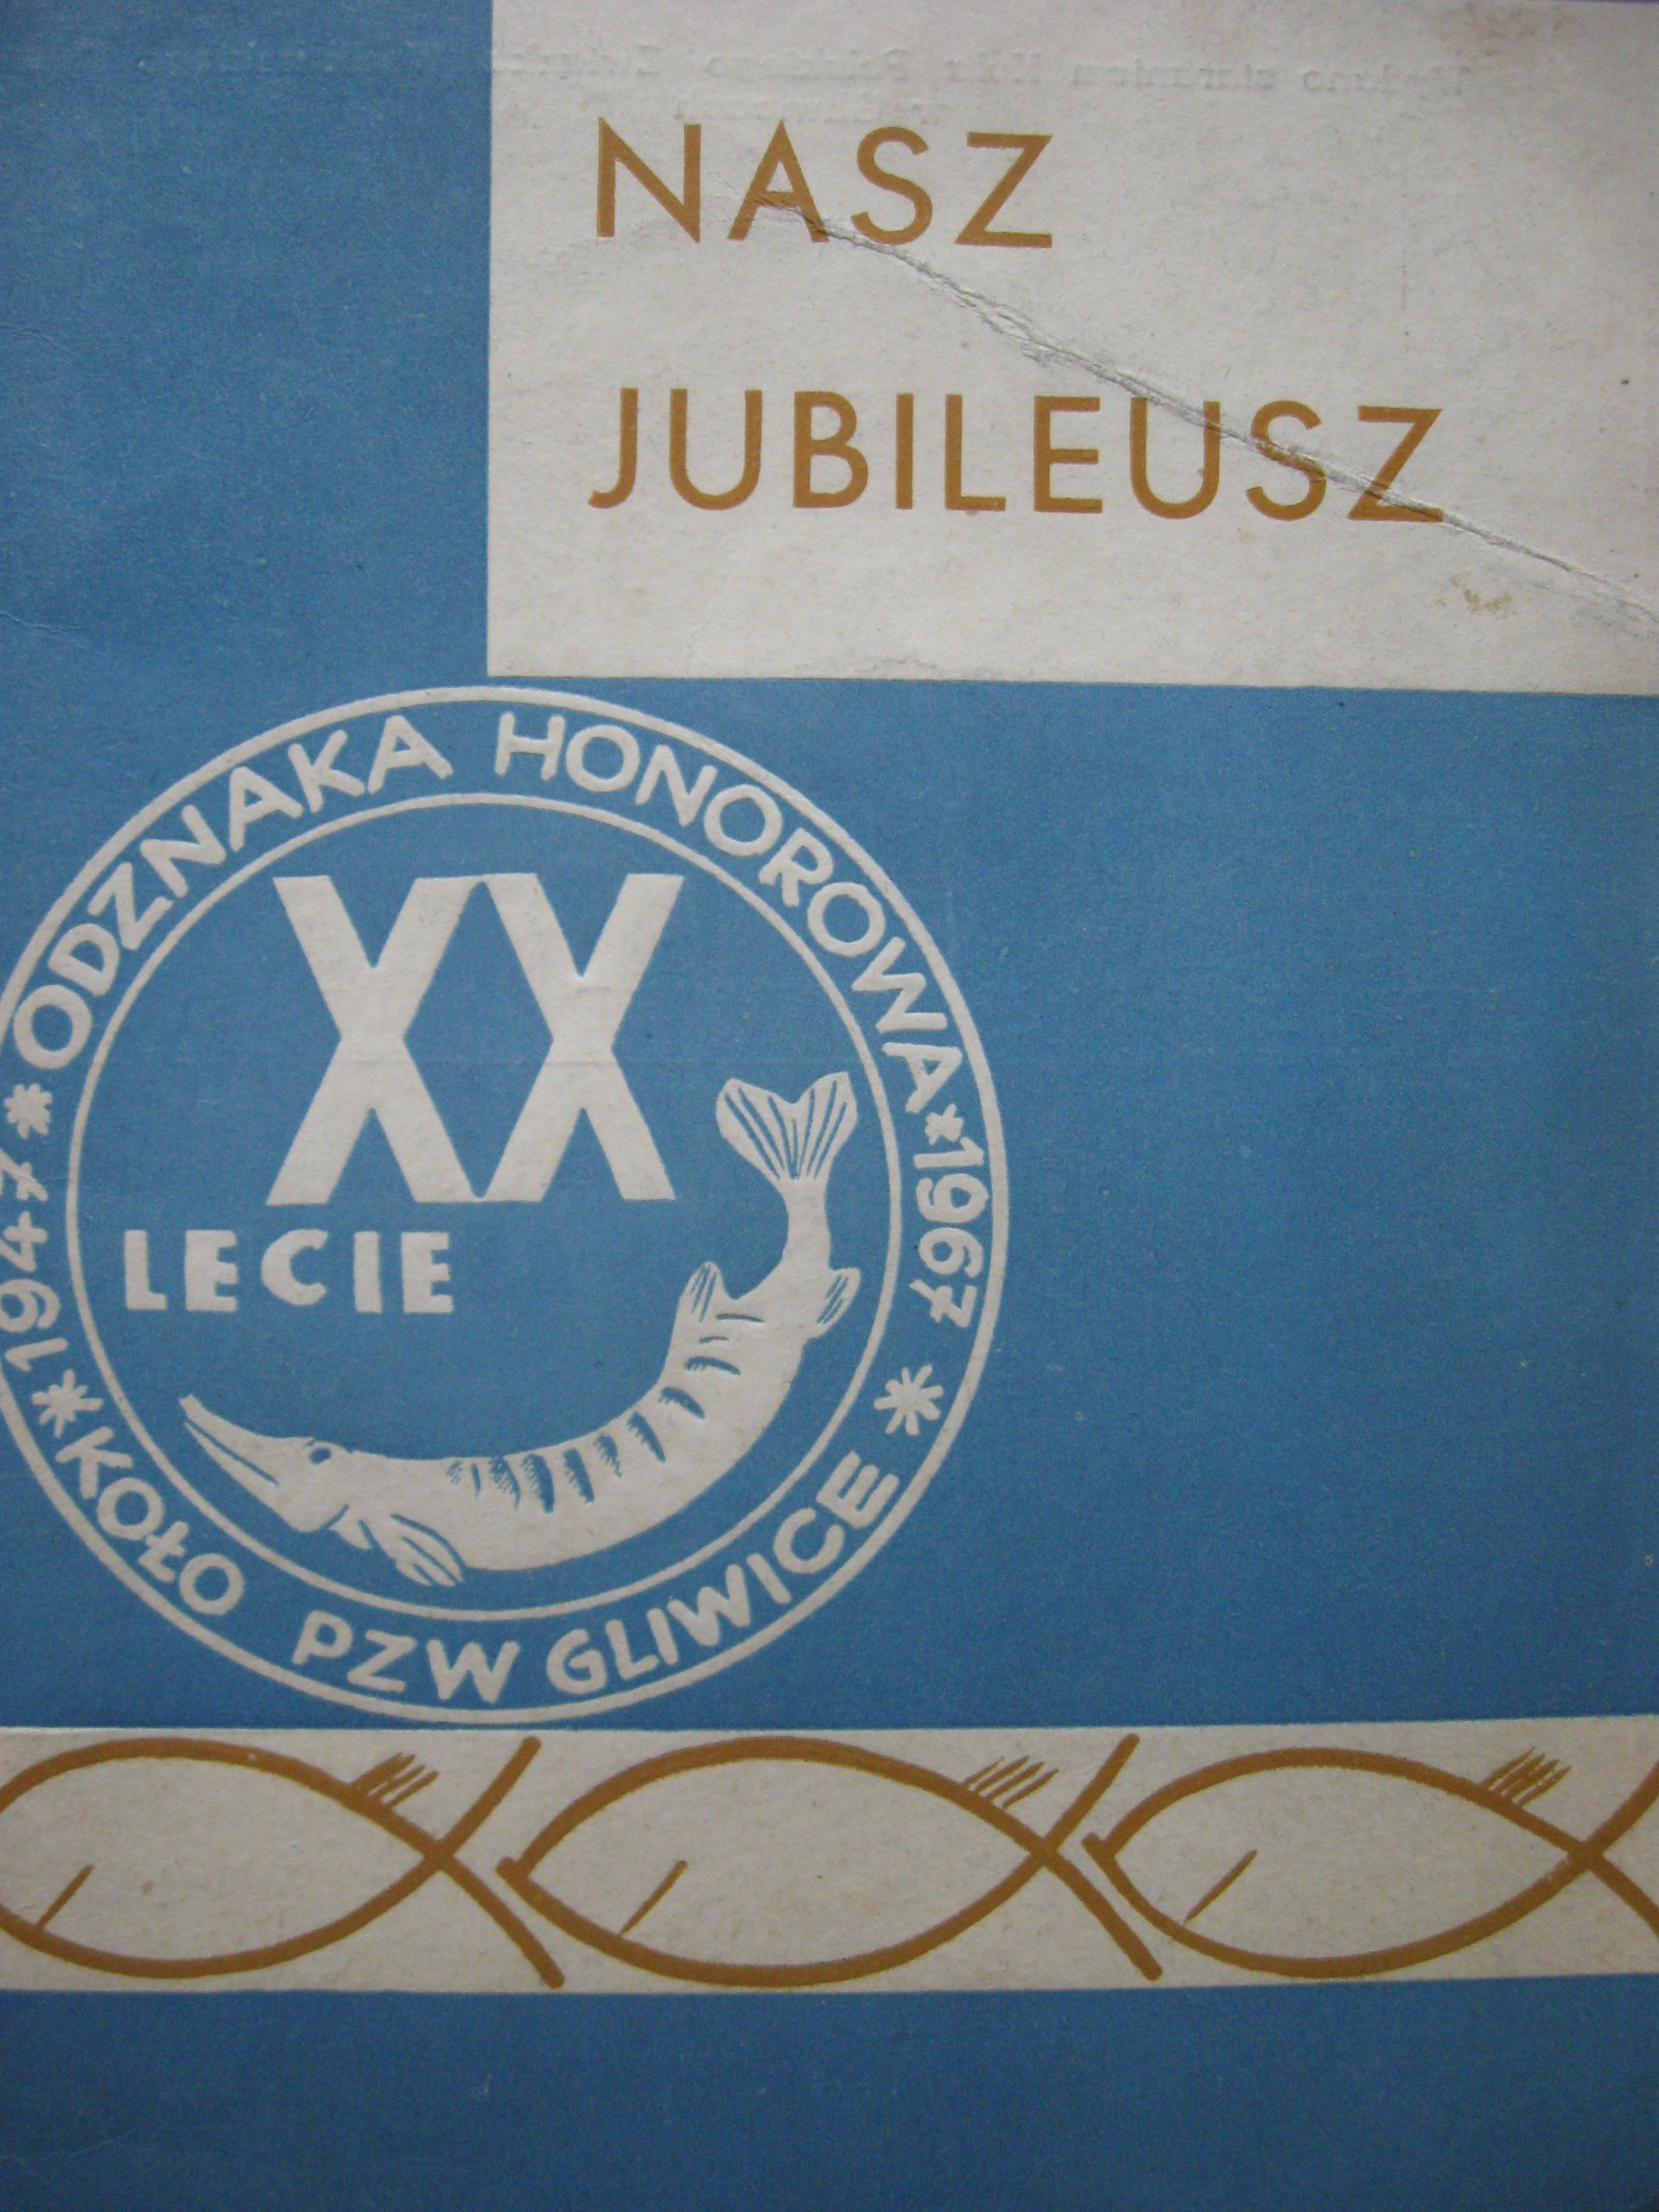 NASZ
JUBILEUSZ
ODZNAKA HONOROWA * 1967 *
XX
LECIE
1947 * KOŁO PZW GLIWICE *